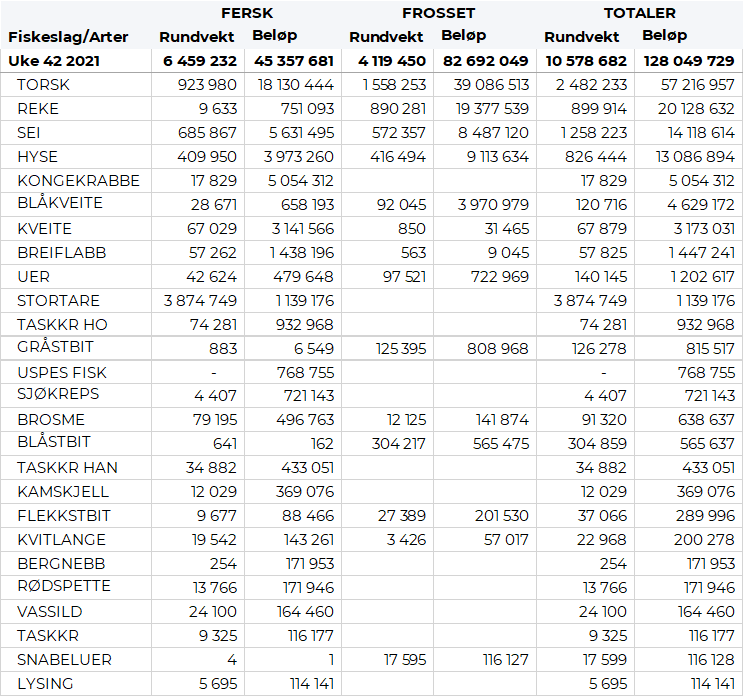 FERSK FROSSET TOTALER
Fiskeslag/Arter Rundvekt Beløp Rundvekt Beløp Rundvekt Beløp
Uke 42 2021 6 459 232 45 357 681 4 119 450 82 692 049 10 578 682 128 049 729
TORSK 923 980 18 130 444 1 558 253 39 086 513 2 482 233 57 216 957
REKE 9 633 751 093 890 281 19 377 539 899 914 20 128 632
SEI 685 867 5 631 495 572 357 8 487 120 1 258 223 14 118 614
HYSE 409 950 3 973 260 416 494 9 113 634 826 444 13 086 894
KONGEKRABBE 17 829 5 054 312 17 829 5 054 312
BLÅKVEITE 28 671 658 193 92 045 3 970 979 120 716 4 629 172
KVEITE 67 029 3 141 566 850 31 465 67 879 3 173 031
BREIFLABB 57 262 1 438 196 563 9 045 57 825 1 447 241
UER 42 624 479 648 97 521 722 969 140 145 1 202 617
STORTARE 3 874 749 1 139 176 3 874 749 1 139 176
TASKKR HO 74 281 932 968 74 281 932 968
GRÅSTBIT 883 6 549 125 395 808 968 126 278 815 517
USPES FISK - 768 755 - 768 755
SJØKREPS 4 407 721 143 4 407 721 143
BROSME 79 195 496 763 12 125 141 874 91 320 638 637
BLÅSTBIT 641 162 304 217 565 475 304 859 565 637
TASKKR HAN 34 882 433 051 34 882 433 051
KAMSKJELL 12 029 369 076 12 029 369 076
FLEKKSTBIT 9 677 88 466 27 389 201 530 37 066 289 996
KVITLANGE 19 542 143 261 3 426 57 017 22 968 200 278
BERGNEBB 254 171 953 254 171 953
RØDSPETTE 13 766 171 946 13 766 171 946
VASSILD 24 100 164 460 24 100 164 460
TASKKR 9 325 116 177 9 325 116 177
SNABELUER 4 1 17 595 116 127 17 599 116 128
LYSING 5 695 114 141 5 695 114 141